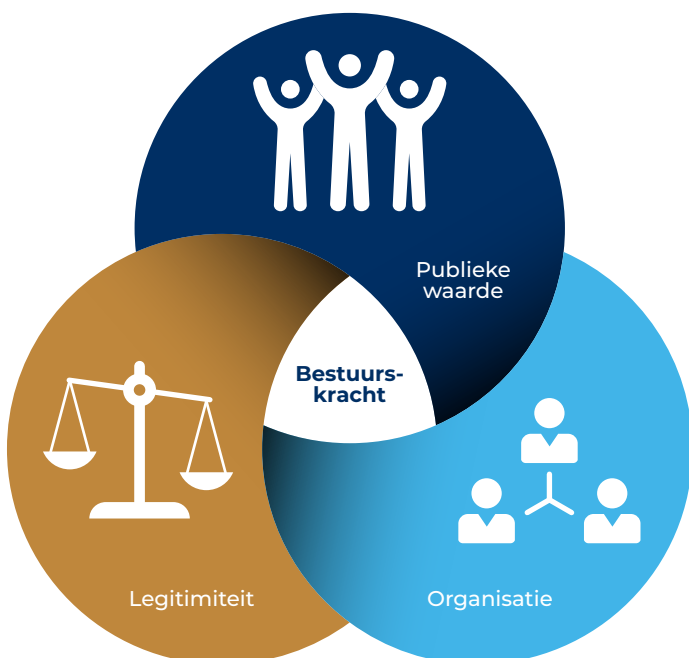 Publieke
waarde
Bestuurs-
kracht
Legitimiteit
Organisatie